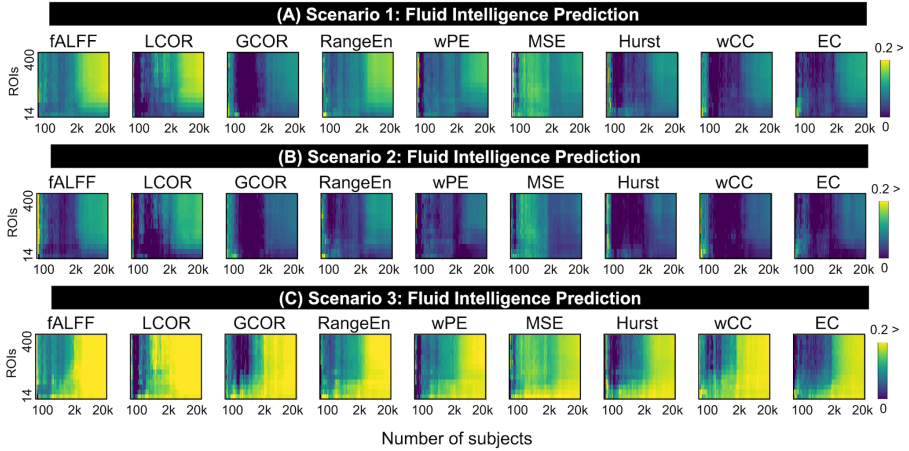 (A) Scenario 1: Fluid Intelligence Prediction
fALFF LCOR GCOR RangeEn wPE MSE Hurst wCC EC
0.2 >
400
ROIs
14
0
100 2k 20k 100 2k 20k 100 2k 20k 100 2k 20k 100 2k 20k 100 2k 20k 100 2k 20k 100 2k 20k 100 2k 20k
(B) Scenario 2: Fluid Intelligence Prediction
fALFF LCOR GCOR RangeEn wPE MSE Hurst wCC EC
0.2 >
400
ROIs
14
0
100 2k 20k 100 2k 20k 100 2k 20k 100 2k 20k 100 2k 20k 100 2k 20k 100 2k 20k 100 2k 20k 100 2k 20k
(C) Scenario 3: Fluid Intelligence Prediction
fALFF LCOR GCOR RangeEn wPE MSE Hurst wCC EC
0.2 >
400
ROIs
14
0
100 2k 20k 100 2k 20k 100 2k 20k 100 2k 20k 100 2k 20k 100 2k 20k 100 2k 20k 100 2k 20k 100 2k 20k
Number of subjects